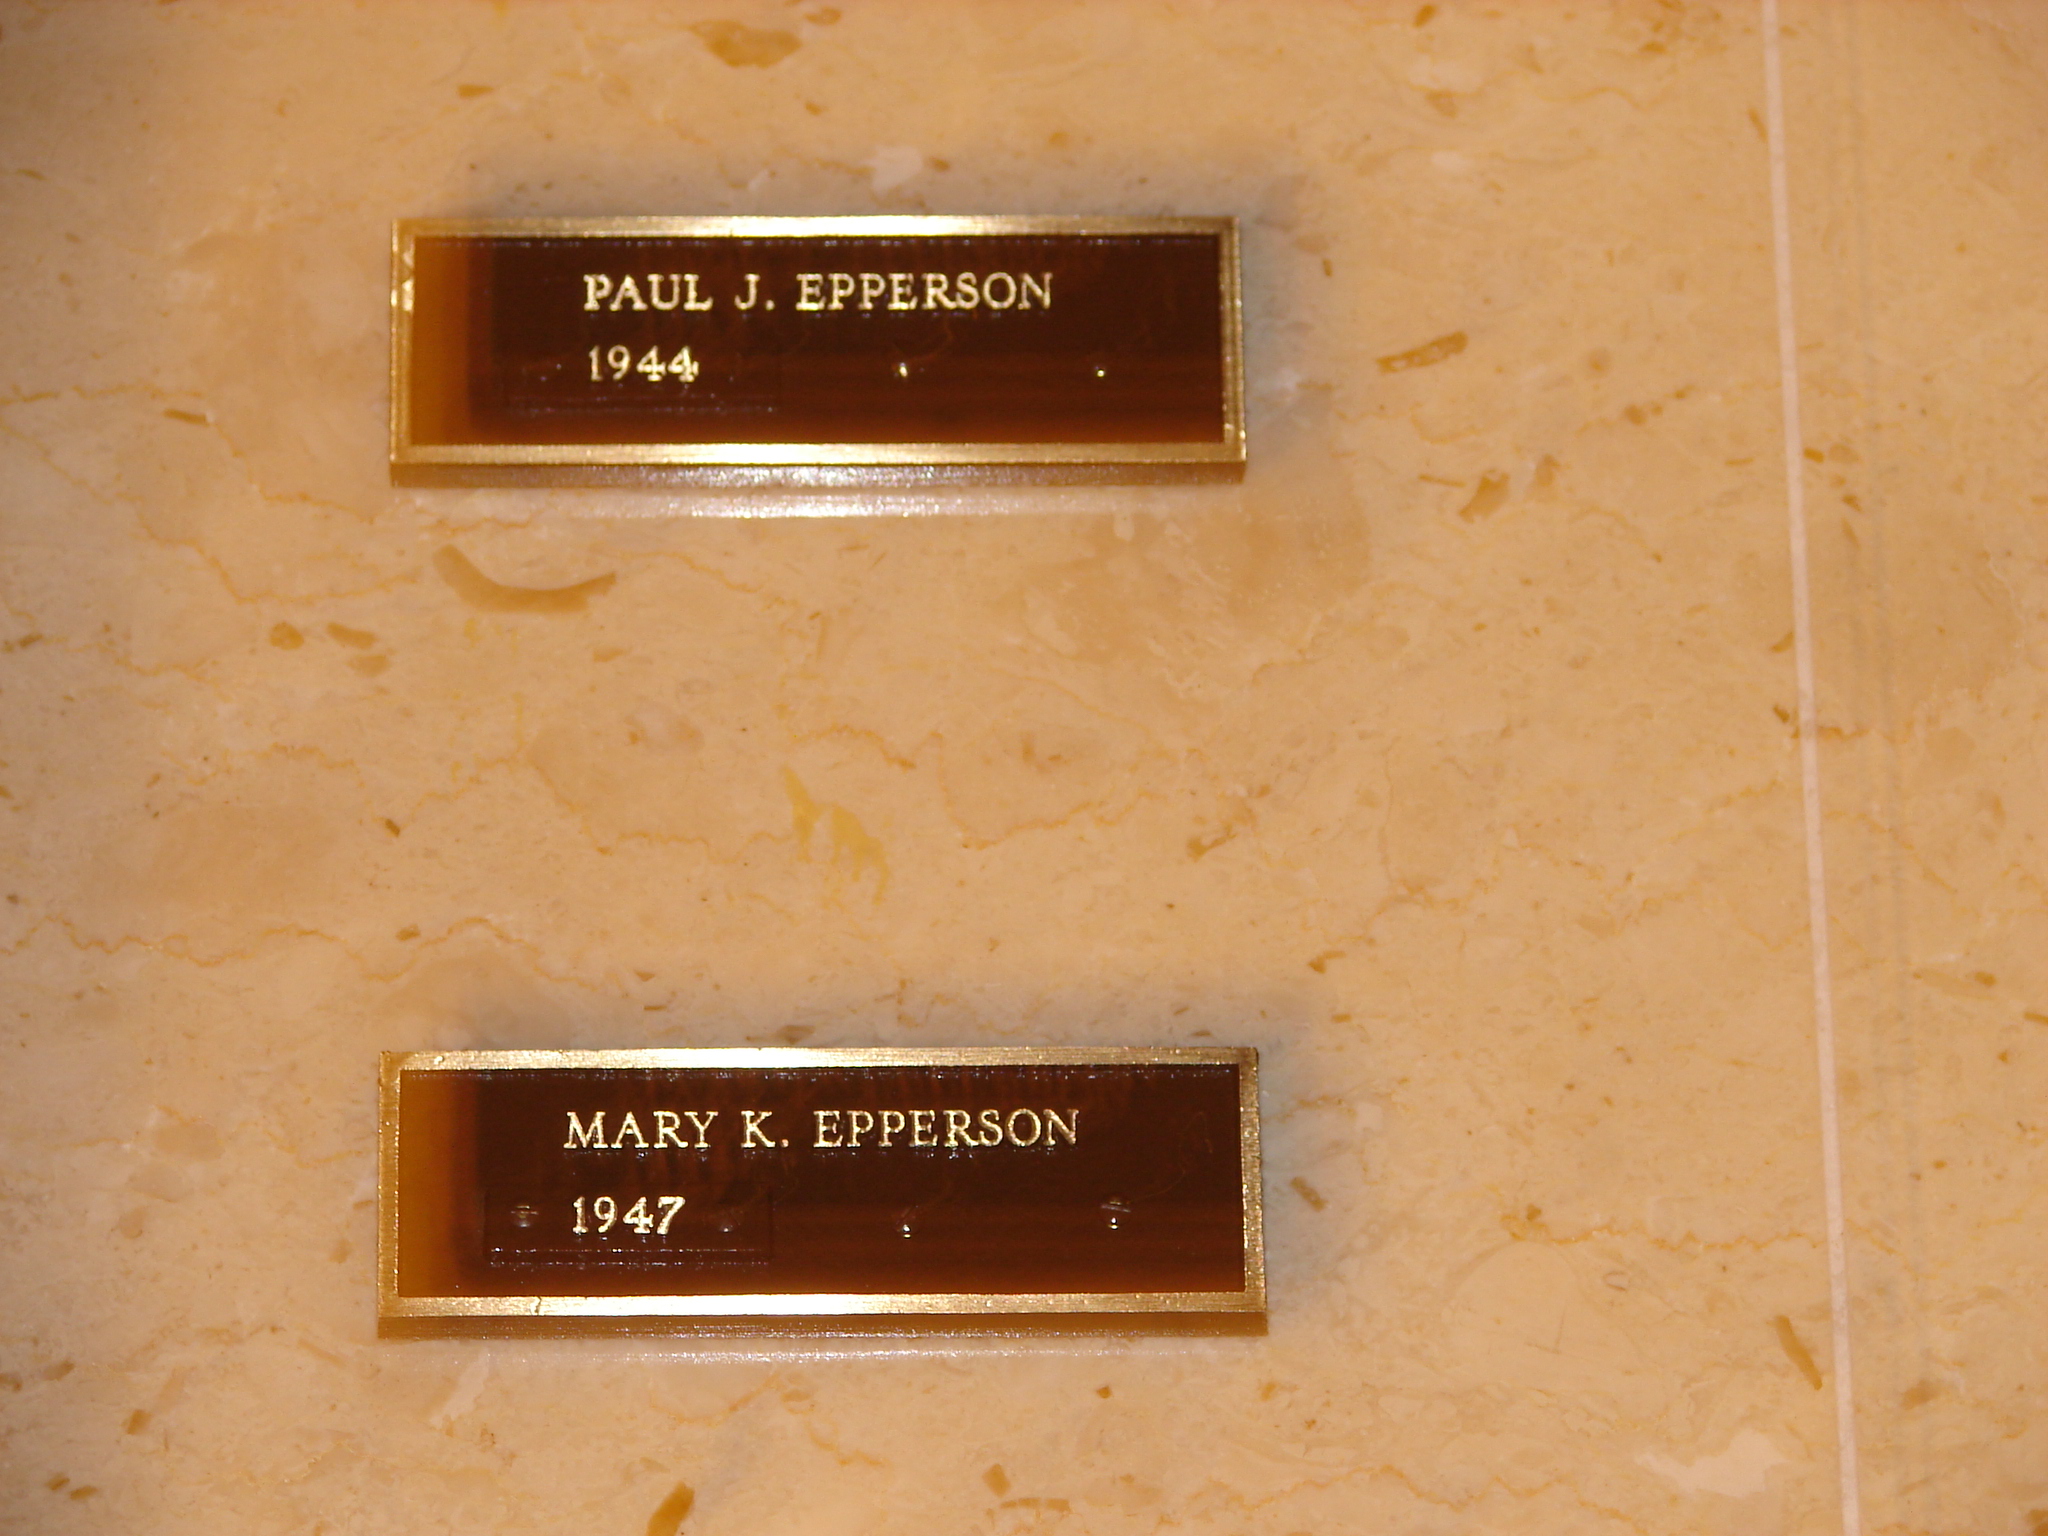 PAUL J. EPPERSON
1944
MARY K. EPPERSON
1947